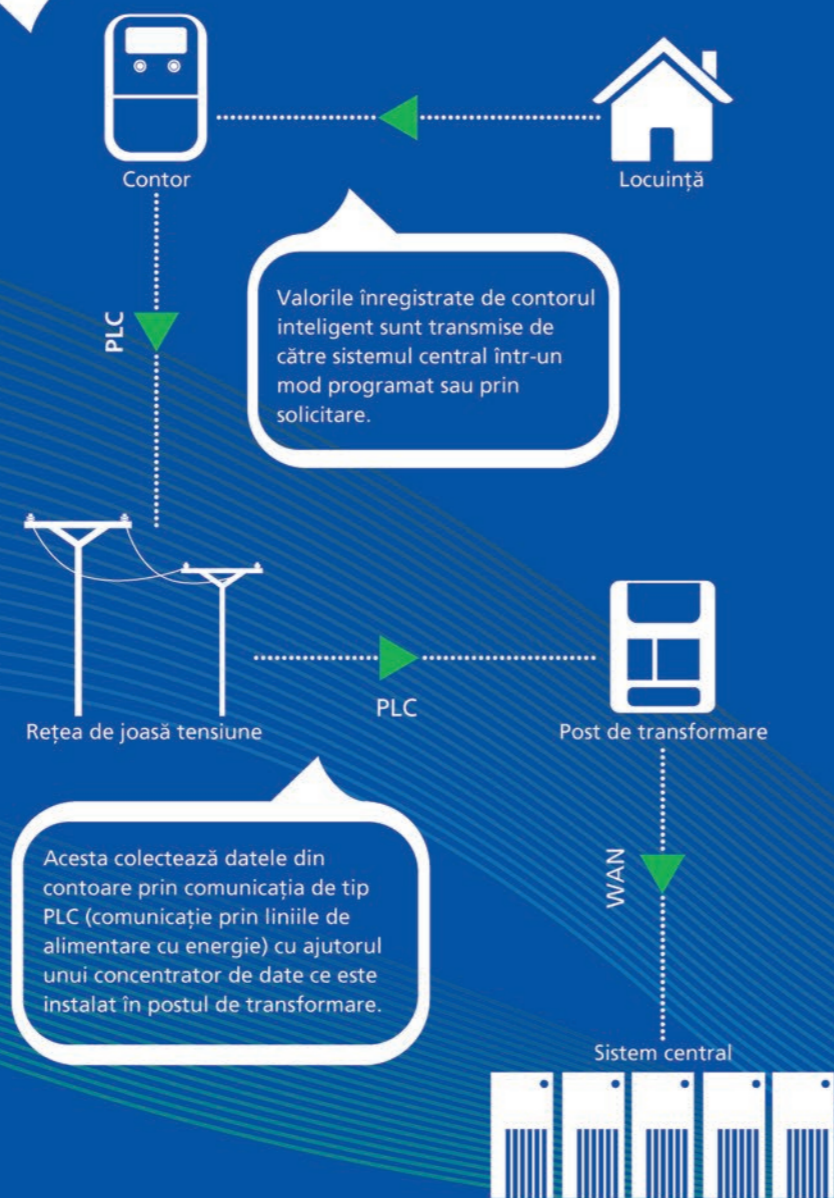 Contor
Locuință
Valorile înregistrate de contorul
inteligent sunt transmise de
către sistemul central într-un
mod programat sau prin
solicitare.
PLC
Rețea de joasă tensiune
PLC
Post de transformare
Acesta colectează datele din
contoare prin comunicația de tip
PLC (comunicație prin liniile de
alimentare cu energie) cu ajutorul
unui concentrator de date ce este
instalat în postul de transformare.
WAN
Sistem central